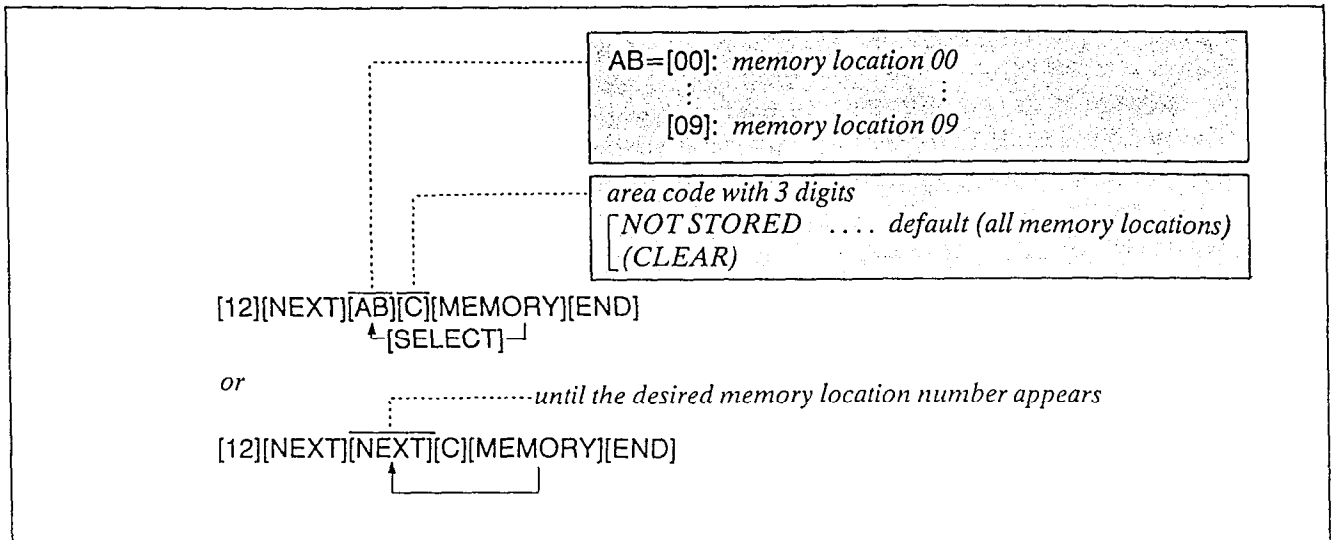 AB=[00]: memory location 00
[09]: memory location 09
area code with 3 digits
NOT STORED .... default (all memory locations)
(CLEAR)
[12][NEXT][AB][C][MEMORY][END]
[SELECT]
or
until the desired memory location number appears
[12][NEXT][NEXT][C][MEMORY][END]